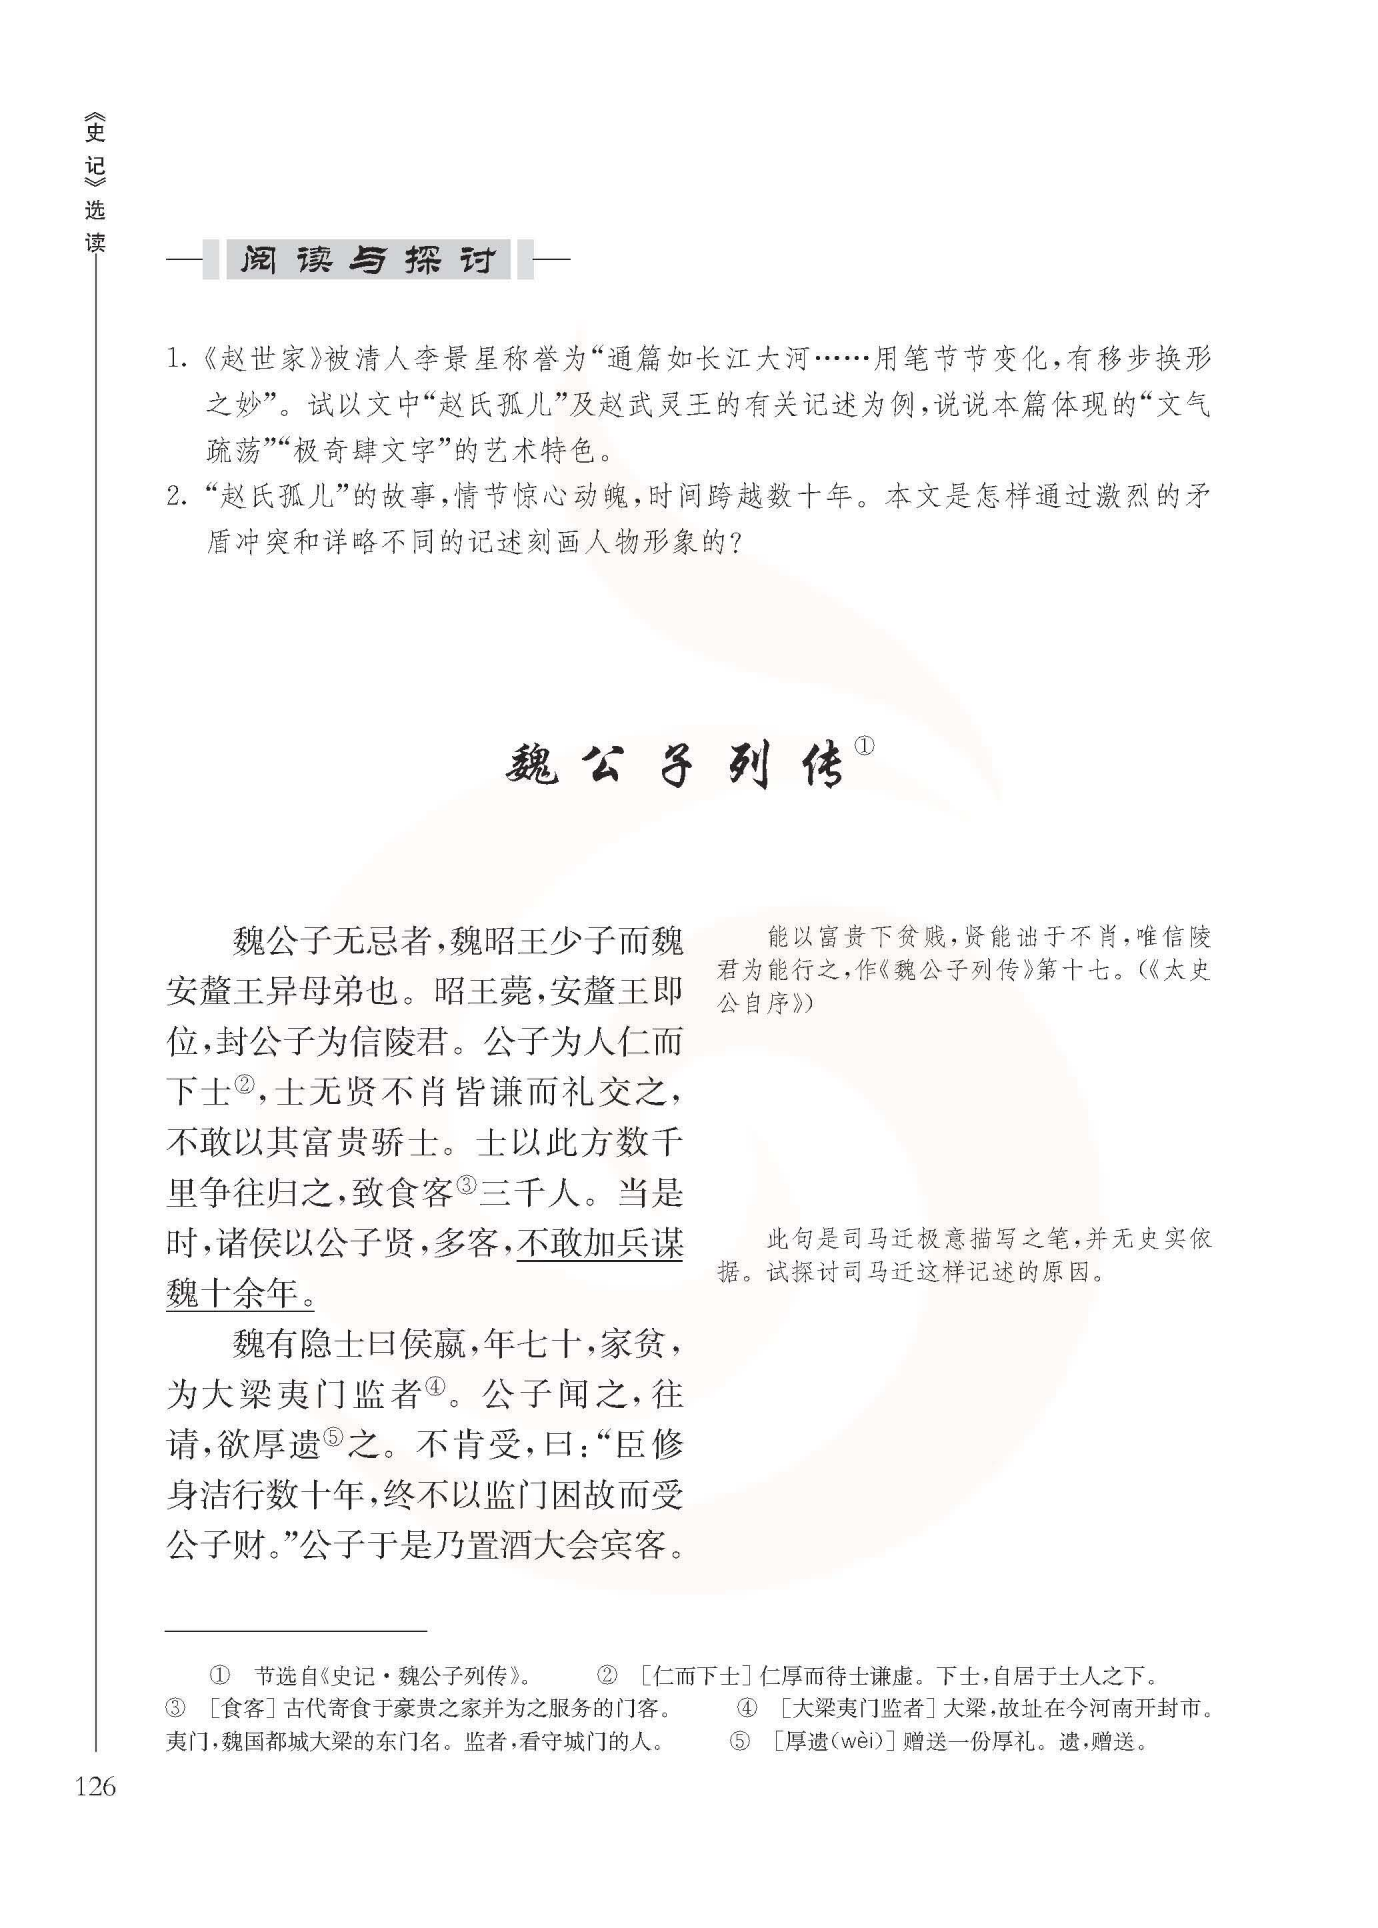 《史记》选读
阅读与探讨
1.《赵世家》被清人李景星称誉为“通篇如长江大河……用笔节节变化,有移步换形
之妙”。试以文中“赵氏孤儿”及赵武灵王的有关记述为例,说说本篇体现的“文气
疏荡”“极奇肆文字”的艺术特色。
2.“赵氏孤儿”的故事,情节惊心动魄,时间跨越数十年。本文是怎样通过激烈的矛
盾冲突和详略不同的记述刻画人物形象的?
魏公子列传①
魏公子无忌者,魏昭王少子而魏
安釐王异母弟也。昭王薨,安釐王即
位,封公子为信陵君。公子为人仁而
下士②,士无贤不肖皆谦而礼交之,
不敢以其富贵骄士。士以此方数千
里争往归之,致食客③三千人。当是
时,诸侯以公子贤,多客,不敢加兵谋
魏十余年。
魏有隐士曰侯嬴,年七十,家贫,
为大梁夷门监者④。公子闻之,往
请,欲厚遗⑤之。不肯受,曰:“臣修
身洁行数十年,终不以监门困故而受
公子财。”公子于是乃置酒大会宾客。
能以富贵下贫贱,贤能诎于不肖,唯信陵
君为能行之,作《魏公子列传》第十七。(《太史
公自序》)
此句是司马迁极意描写之笔,并无史实依
据。试探讨司马迁这样记述的原因。
① 节选自《史记·魏公子列传》。 ② [仁而下士]仁厚而待士谦虚。下士,自居于士人之下。
③ [食客]古代寄食于豪贵之家并为之服务的门客。 ④ [大梁夷门监者]大梁,故址在今河南开封市。
夷门,魏国都城大梁的东门名。监者,看守城门的人。 ⑤ [厚遗(wèi)]赠送一份厚礼。遗,赠送。
126